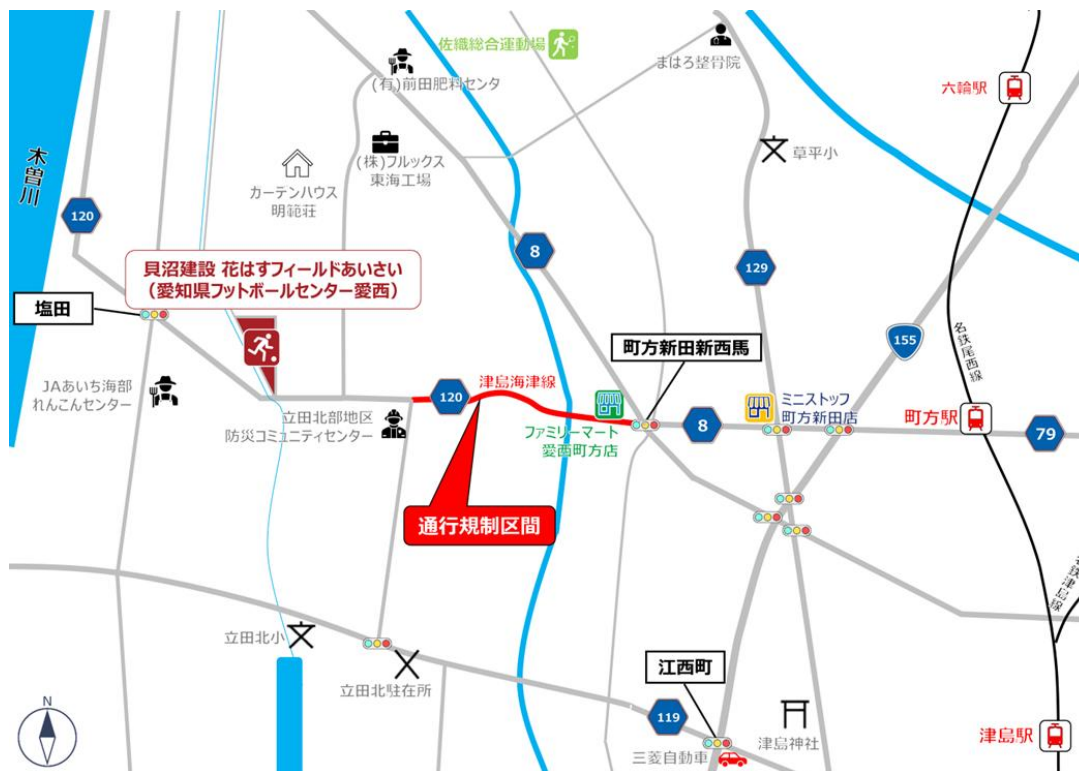 佐織総合運動場
まはろ整骨院
六輪駅
(有)前田肥料センタ
木曽川
(株)フルックス
東海工場
草平小
カーテンハウス
明範荘
120
8
129
貝沼建設 花はすフィールドあいさい
（愛知県フットボールセンター愛西）
塩田
155
名鉄尾西線
町方新田新西馬
JAあいち海部
れんこんセンター
津島海津線
120
ミニストップ
町方新田店
町方駅
立田北部地区
防災コミュニティセンター
ファミリーマート
愛西町方店
8
79
通行規制区間
名鉄津島線
立田北小
立田北駐在所
江西町
119
津島神社
三菱自動車
津島駅
N